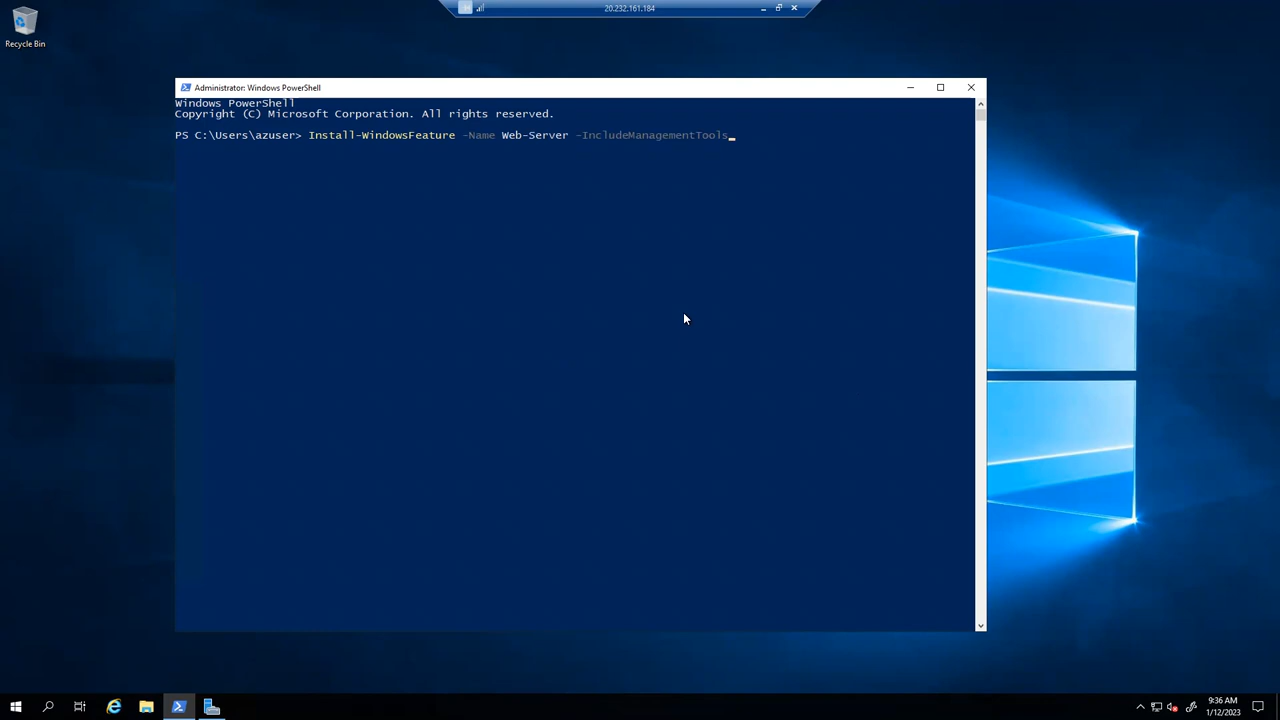 20.232.161.184
Recycle Bin
Administrator: Windows PowerShell
Windows PowerShell
Copyright (C) Microsoft Corporation. All rights reserved.
PS C:\Users\azuser> Install-WindowsFeature -Name Web-Server -IncludeManagementTools
9:36 AM
1/12/2023